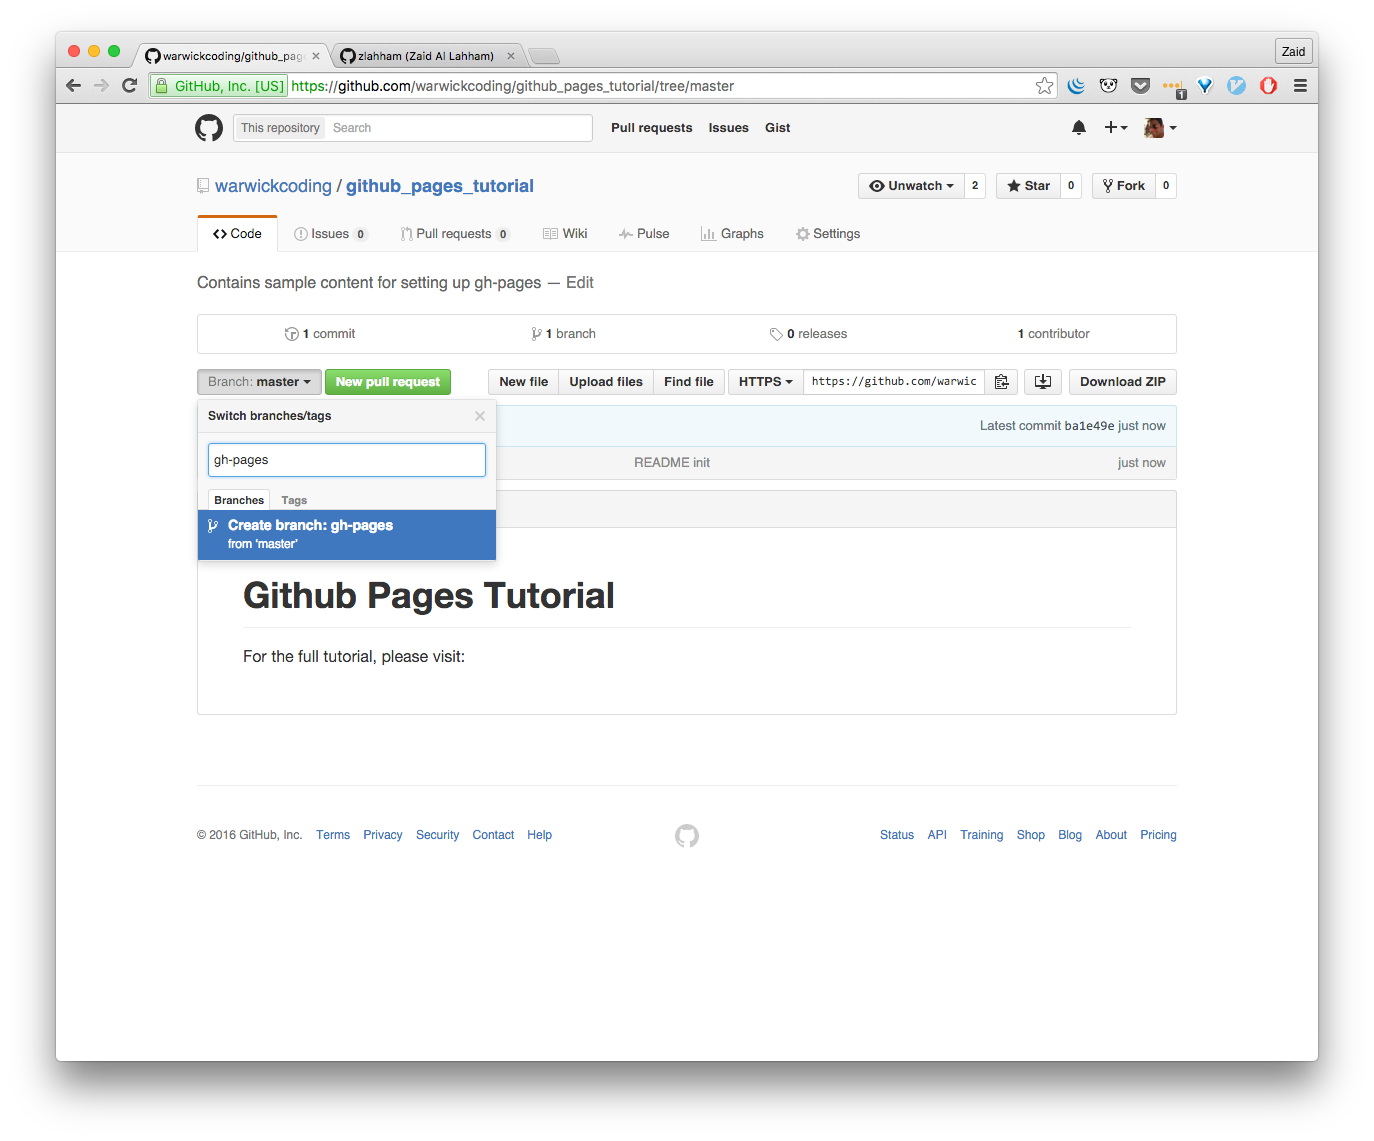 warwickcoding/github_pag
zlahham (Zaid Al Lahham)
Zaid
GitHub, Inc. [US] https://github.com/warwickcoding/github_pages_tutorial/tree/master
1
This repository Search Pull requests Issues Gist
warwickcoding / github_pages_tutorial
Unwatch 2 Star 0 Fork 0
Code Issues 0 Pull requests 0 Wiki Pulse Graphs Settings
Contains sample content for setting up gh-pages — Edit
1 commit 1 branch 0 releases 1 contributor
Branch: master New pull request New file Upload files Find file HTTPS https://github.com/warwic Download ZIP
Switch branches/tags
Latest commit ba1e49e just now
gh-pages
README init just now
Branches Tags
Create branch: gh-pages
from ‘master’
Github Pages Tutorial
For the full tutorial, please visit:
© 2016 GitHub, Inc. Terms Privacy Security Contact Help Status API Training Shop Blog About Pricing